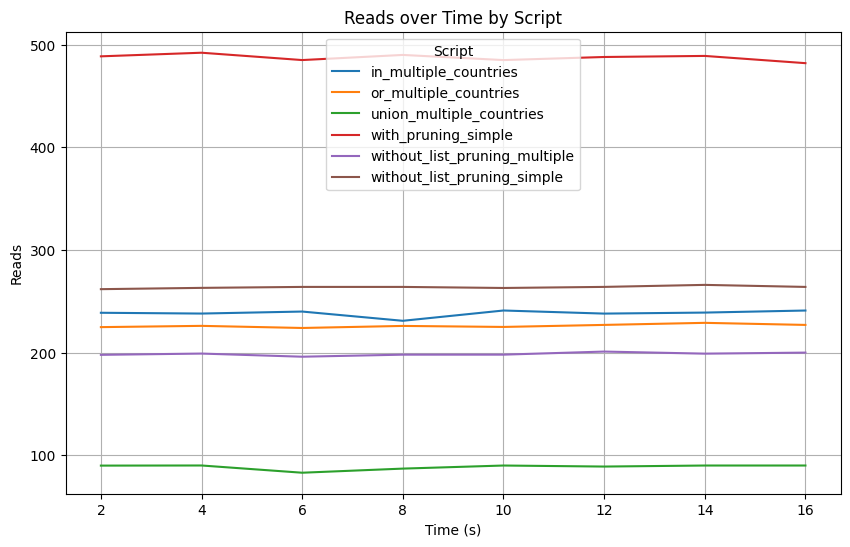 Reads over Time by Script
500
400
300
200
100
Reads
Script
in_multiple_countries
or_multiple_countries
union_multiple_countries
with_pruning_simple
without_list_pruning_multiple
without_list_pruning_simple
2 4 6 8 10 12 14 16
Time (s)